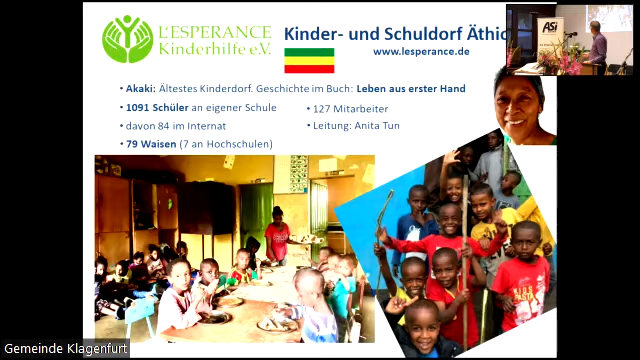 L'ESPERANCE
Kinderhilfe e.V.
Kinder- und Schuldorf Äthio
www.lesperance.de
• Akaki: Ältestes Kinderdorf. Geschichte im Buch: Leben aus erster Hand
• 1091 Schüler an eigener Schule
• davon 84 im Internat
• 79 Waisen (7 an Hochschulen)
• 127 Mitarbeiter
• Leitung: Anita Tun
ASi
Gemeinde Klagenfurt